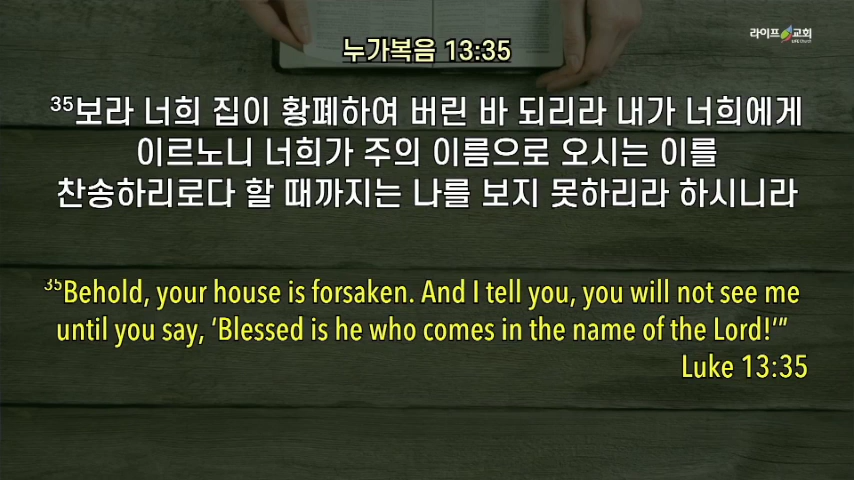 라이프교회
LIFE Church
누가복음 13:35
35보라 너희 집이 황폐하여 버린 바 되리라 내가 너희에게
이르노니 너희가 주의 이름으로 오시는 이를
찬송하리로다 할 때까지는 나를 보지 못하리라 하시니라
35Behold, your house is forsaken. And I tell you, you will not see me
until you say, ‘Blessed is he who comes in the name of the Lord!’”
Luke 13:35